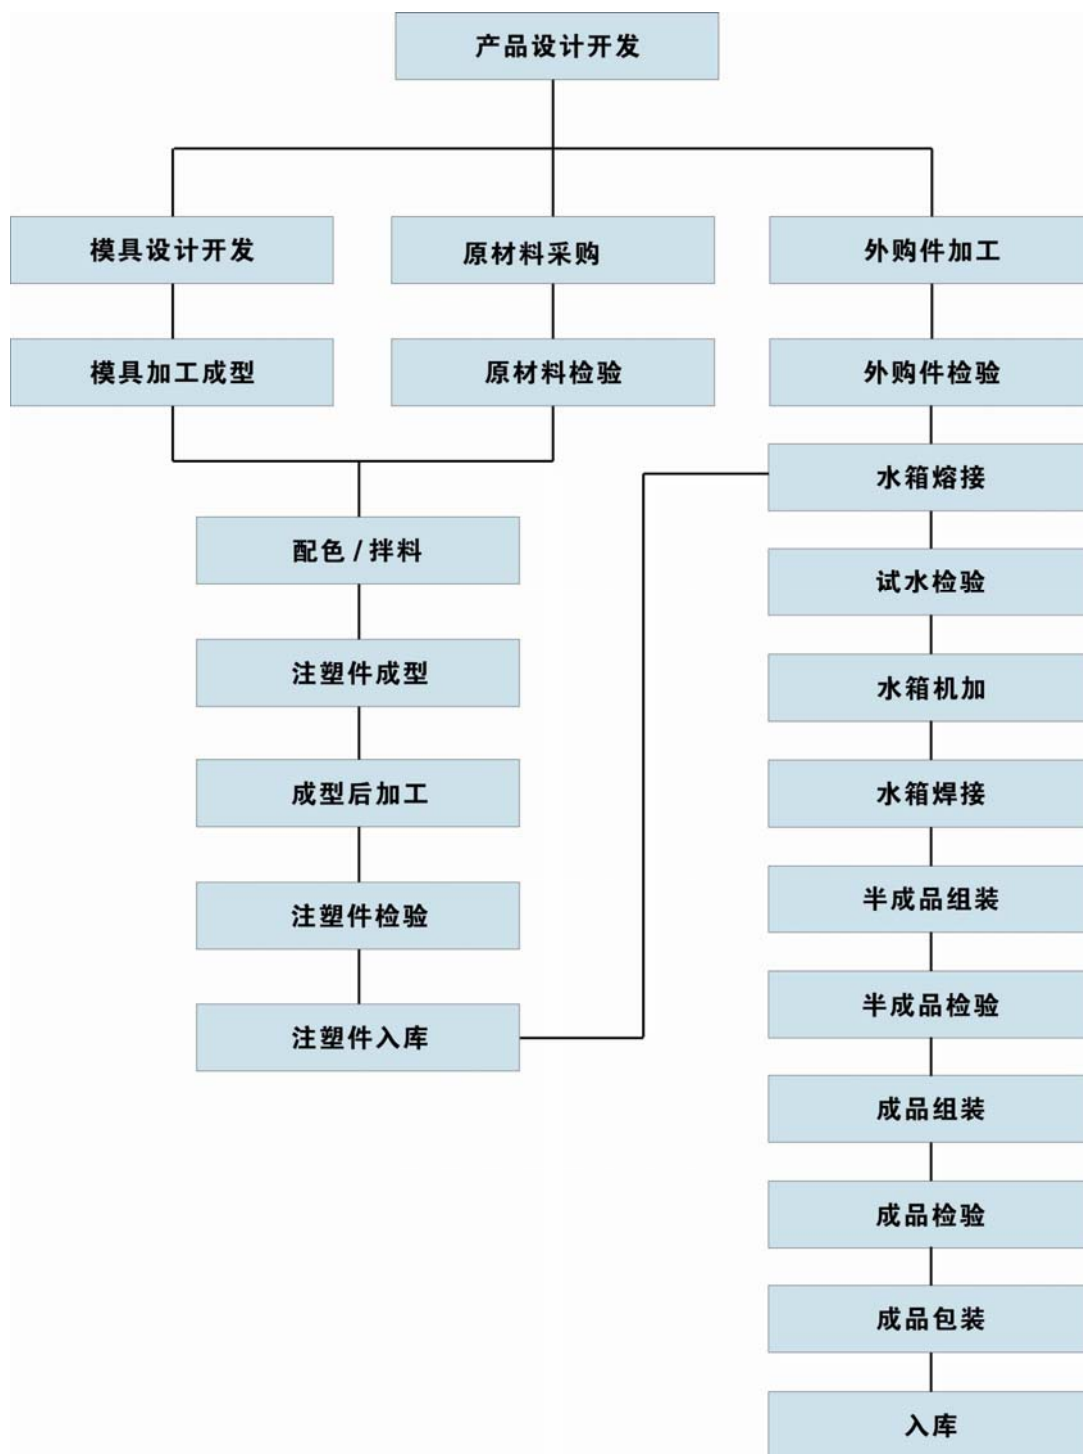 产品设计开发
模具设计开发
原材料采购
外购件加工
模具加工成型
原材料检验
外购件检验
水箱熔接
配色 / 拌料
试水检验
注塑件成型
水箱机加
成型后加工
水箱焊接
注塑件检验
半成品组装
半成品检验
注塑件入库
成品组装
成品检验
成品包装
入库